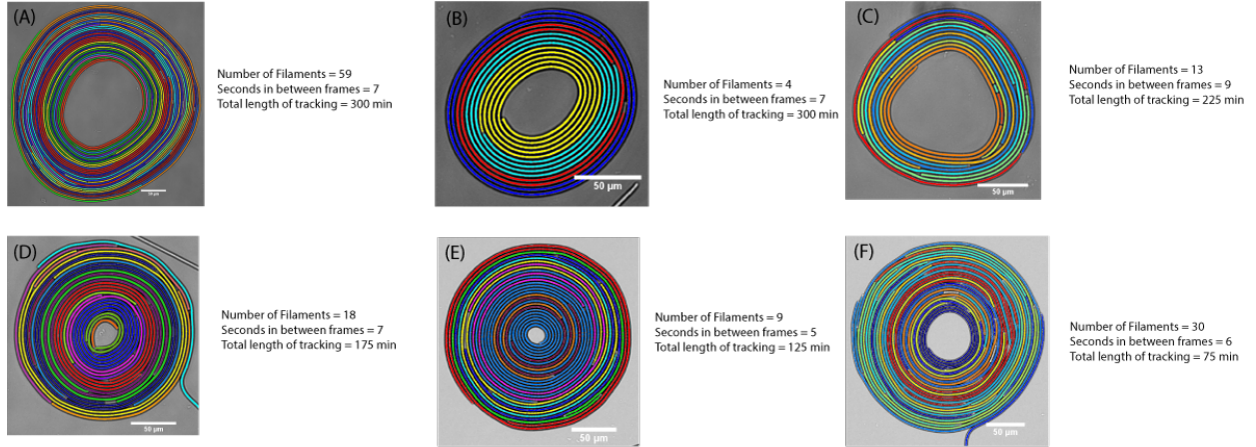 (A)
Number of Filaments = 59
Seconds in between frames = 7
Total length of tracking = 300 min
50 μm
(B)
Number of Filaments = 4
Seconds in between frames = 7
Total length of tracking = 300 min
50 μm
(C)
Number of Filaments = 13
Seconds in between frames = 9
Total length of tracking = 225 min
50 μm
(D)
Number of Filaments = 18
Seconds in between frames = 7
Total length of tracking = 175 min
50 μm
(E)
Number of Filaments = 9
Seconds in between frames = 5
Total length of tracking = 125 min
50 μm
(F)
Number of Filaments = 30
Seconds in between frames = 6
Total length of tracking = 75 min
50 μm